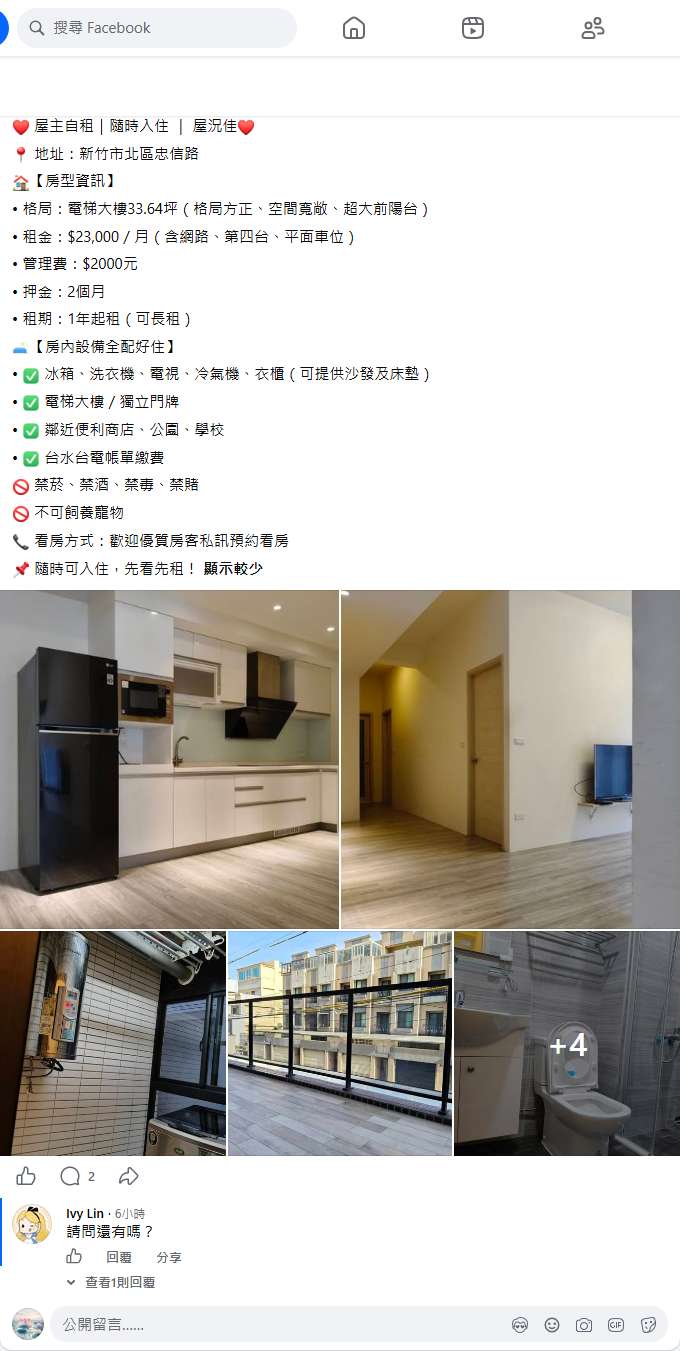 搜尋 Facebook
❤️ 屋主自租｜隨時入住 ｜ 屋況佳❤️
📍 地址：新竹市北區忠信路
🏠【房型資訊】
• 格局：電梯大樓33.64坪（格局方正、空間寬敞、超大前陽台）
• 租金：$23,000 / 月（含網路、第四台、平面車位）
• 管理費：$2000元
• 押金：2個月
• 租期：1年起租（可長租）
🛋️【房內設備全配好住】
• ✅ 冰箱、洗衣機、電視、冷氣機、衣櫃（可提供沙發及床墊）
• ✅ 電梯大樓 / 獨立門牌
• ✅ 鄰近便利商店、公園、學校
• ✅ 台水台電帳單繳費
🚫 禁菸、禁酒、禁毒、禁賭
🚫 不可飼養寵物
📞 看房方式：歡迎優質房客私訊預約看房
📌 隨時可入住，先看先租！ 顯示較少
+4
2
Ivy Lin · 6小時
請問還有嗎？
回覆 分享
查看1則回覆
公開留言……
GIF